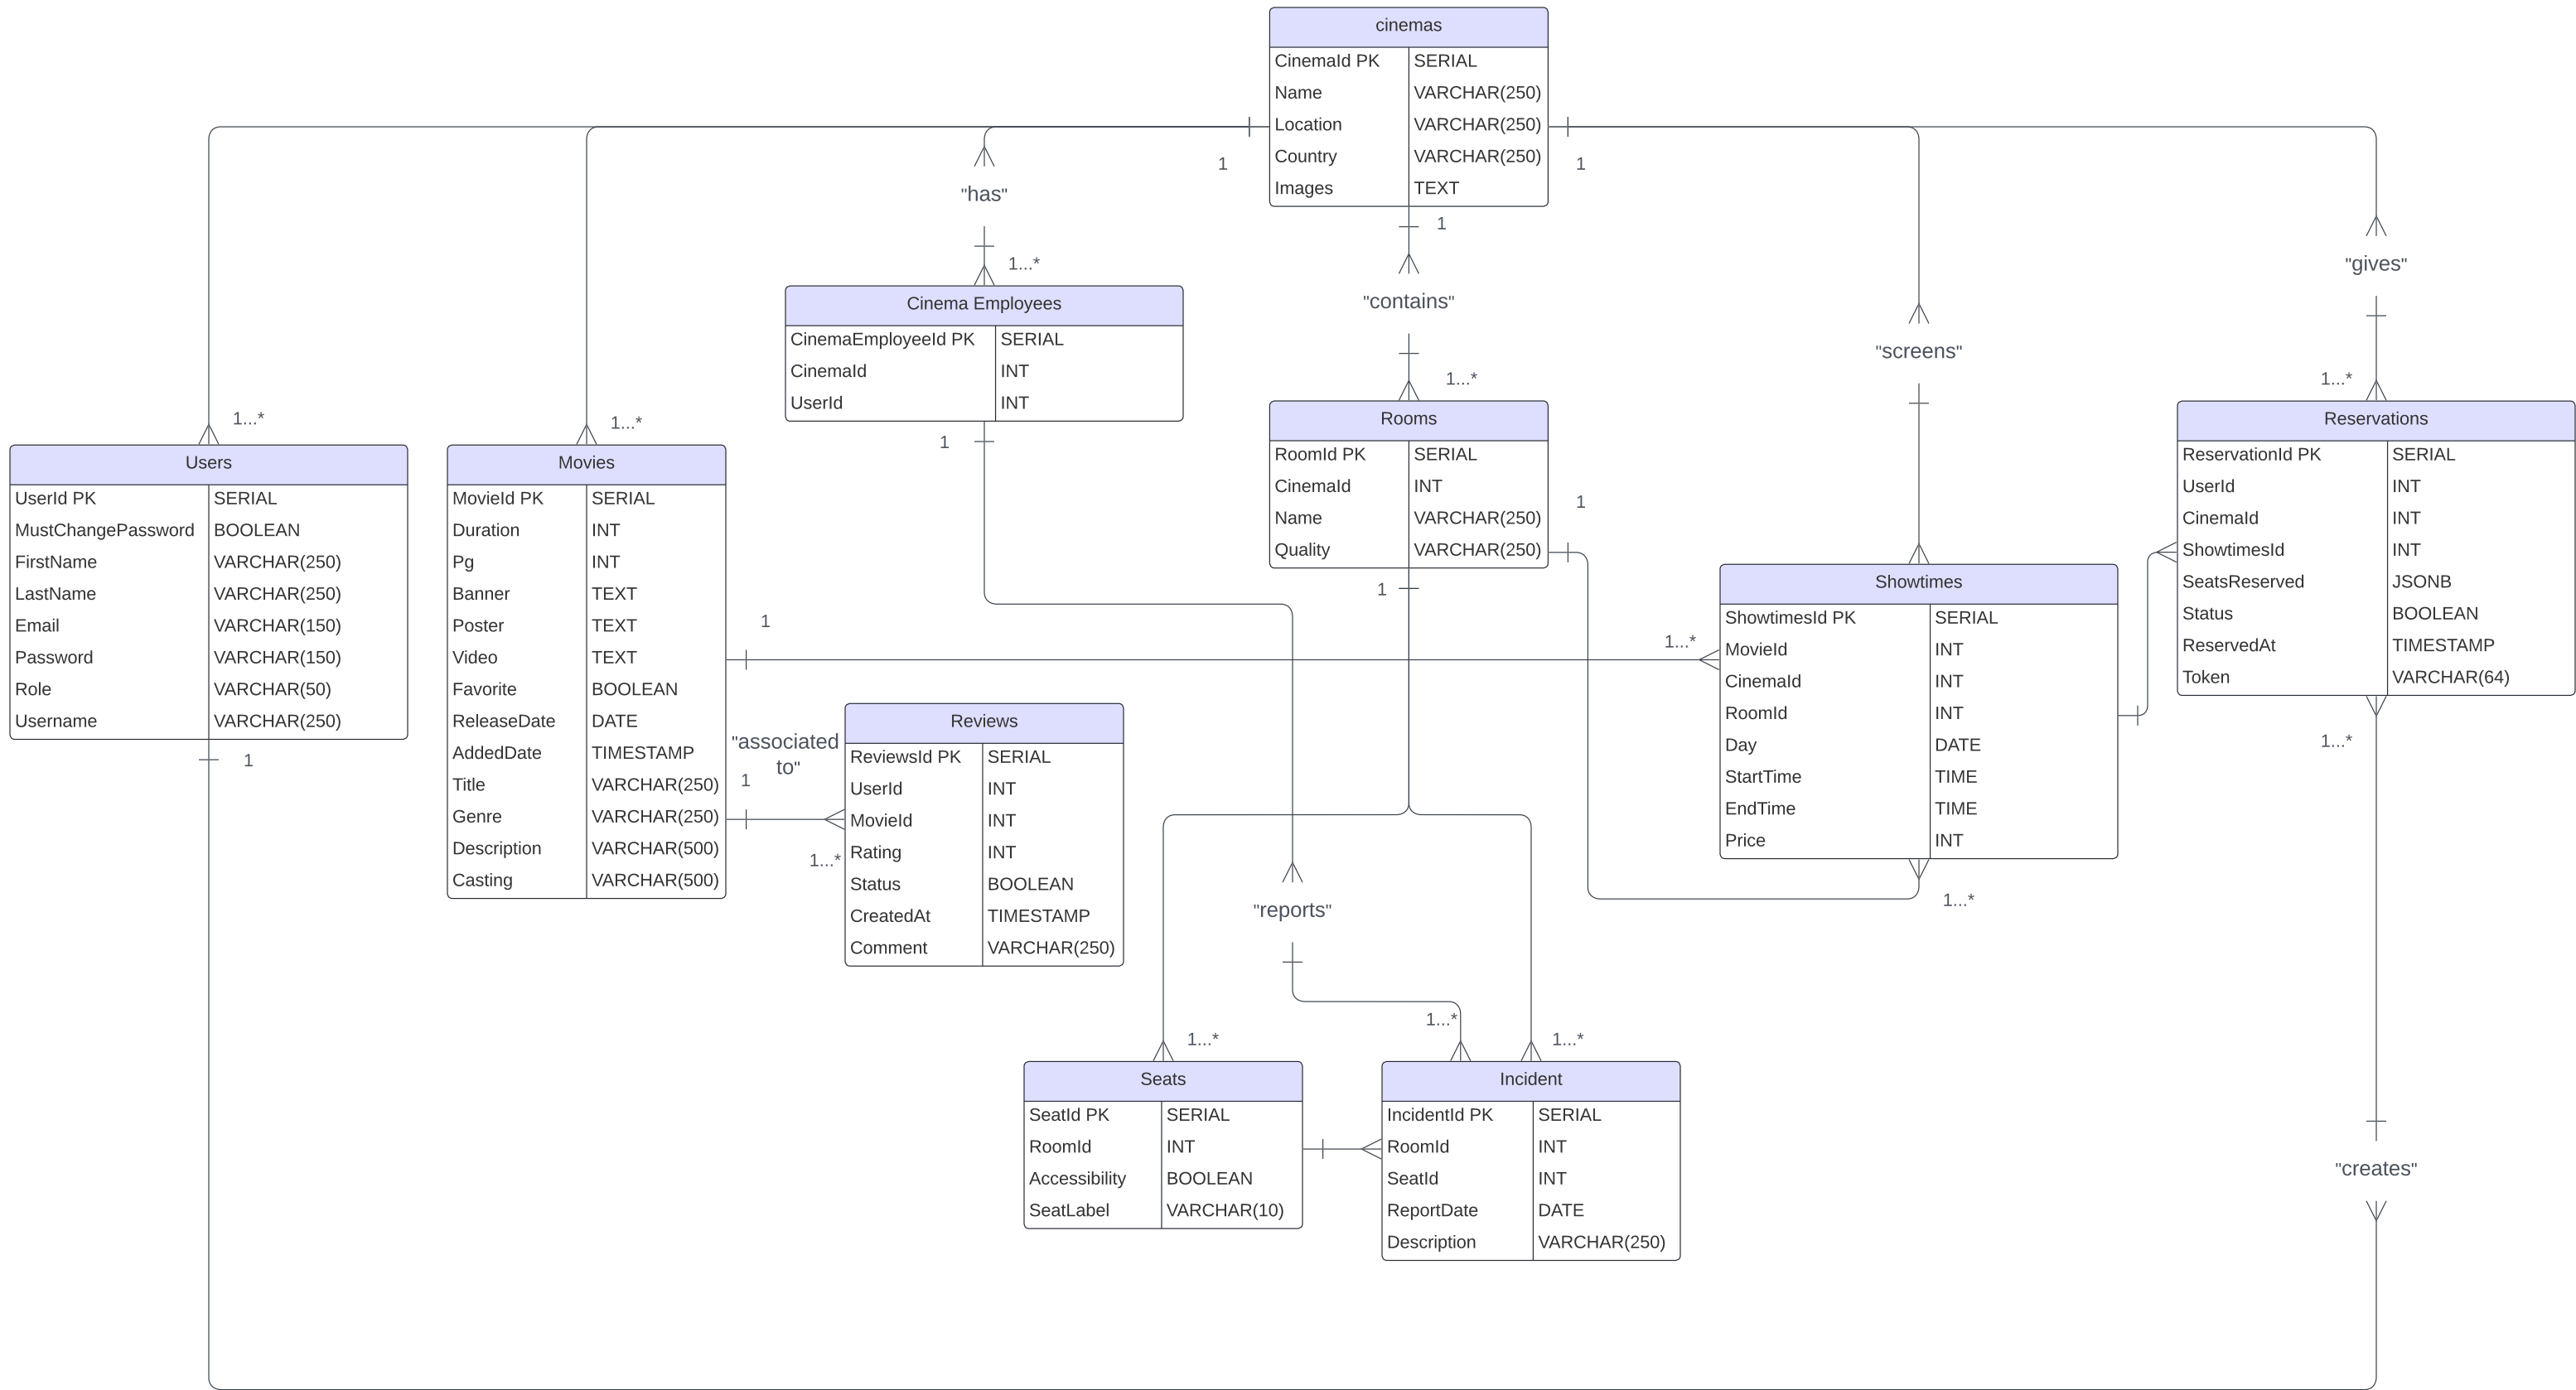 cinemas
CinemaId PK SERIAL
Name VARCHAR(250)
Location VARCHAR(250)
Country VARCHAR(250)
Images TEXT
1
1
1
"has"
1...*
"contains"
1...*
"screens"
"gives"
1...*
Cinema Employees
CinemaEmployeeId PK SERIAL
CinemaId INT
UserId INT
1
Rooms
RoomId PK SERIAL
CinemaId INT
Name VARCHAR(250)
Quality VARCHAR(250)
1
1
1...*
Users
UserId PK SERIAL
MustChangePassword BOOLEAN
FirstName VARCHAR(250)
LastName VARCHAR(250)
Email VARCHAR(150)
Password VARCHAR(150)
Role VARCHAR(50)
Username VARCHAR(250)
1
1...*
Movies
MovieId PK SERIAL
Duration INT
Pg INT
Banner TEXT
Poster TEXT
Video TEXT
Favorite BOOLEAN
ReleaseDate DATE
AddedDate TIMESTAMP
Title VARCHAR(250)
Genre VARCHAR(250)
Description VARCHAR(500)
Casting VARCHAR(500)
1
1...*
"associated
to"
1
1...*
Reviews
ReviewsId PK SERIAL
UserId INT
MovieId INT
Rating INT
Status BOOLEAN
CreatedAt TIMESTAMP
Comment VARCHAR(250)
Showtimes
ShowtimesId PK SERIAL
MovieId INT
CinemaId INT
RoomId INT
Day DATE
StartTime TIME
EndTime TIME
Price INT
1...*
Reservations
ReservationId PK SERIAL
UserId INT
CinemaId INT
ShowtimesId INT
SeatsReserved JSONB
Status BOOLEAN
ReservedAt TIMESTAMP
Token VARCHAR(64)
1...*
"reports"
1...*
1...*
1...*
Seats
SeatId PK SERIAL
RoomId INT
Accessibility BOOLEAN
SeatLabel VARCHAR(10)
Incident
IncidentId PK SERIAL
RoomId INT
SeatId INT
ReportDate DATE
Description VARCHAR(250)
"creates"